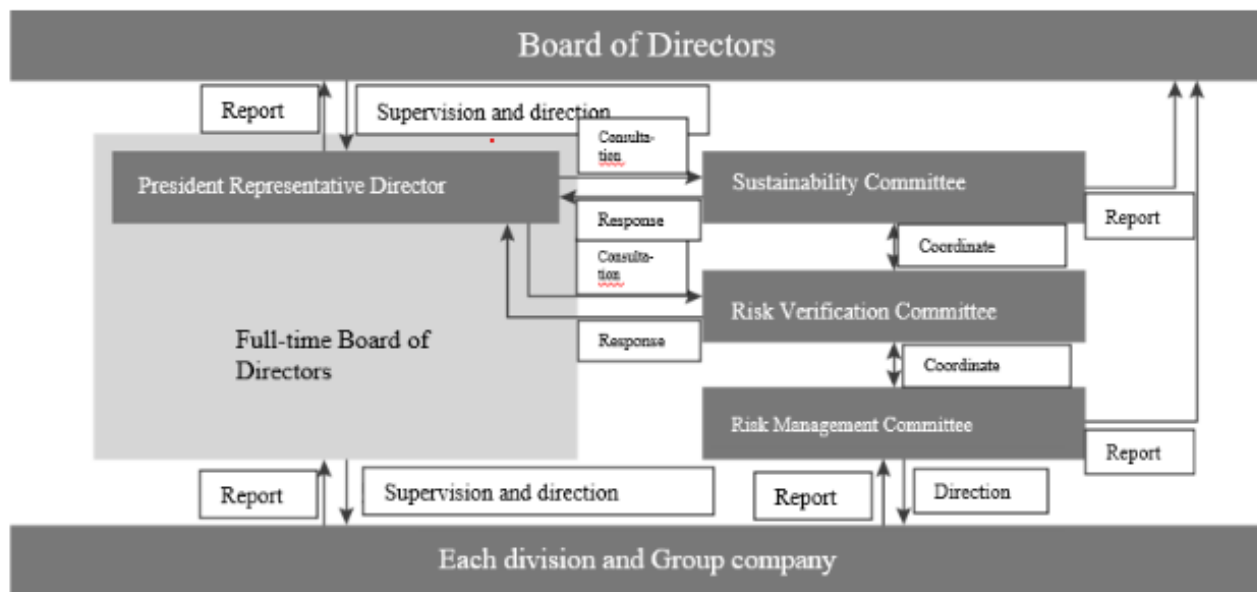 Board of Directors
Report
Supervision and direction
Consulta-
tion
President Representative Director
Sustainability Committee
Response
Report
Consulta-
tion
Coordinate
Risk Verification Committee
Full-time Board of
Directors
Response
Coordinate
Risk Management Committee
Report
Report
Supervision and direction
Report
Direction
Each division and Group company